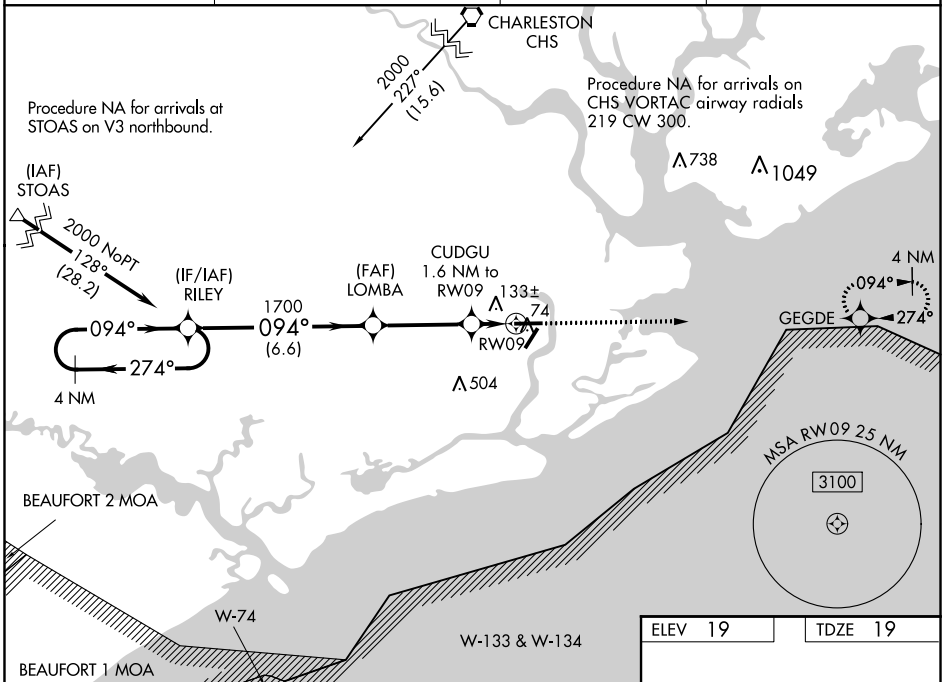 CHARLESTON
CHS
2000
227°
(15.6)
Procedure NA for arrivals at
STOAS on V3 northbound.
Procedure NA for arrivals on
CHS VORTAC airway radials
219 CW 300.
738
1049
(IAF)
STOAS
2000 NoPT
128°
(28.2)
(IF/IAF)
RILEY
094°
274°
4 NM
1700
094°
(6.6)
(FAF)
LOMBA
CUDGU
1.6 NM to
RW09
133±
74
RW09
504
4 NM
094°
274°
GEGDE
MSA RW09 25 NM
3100
BEAUFORT 2 MOA
W-74
W-133 & W-134
BEAUFORT 1 MOA
ELEV 19
TDZE 19